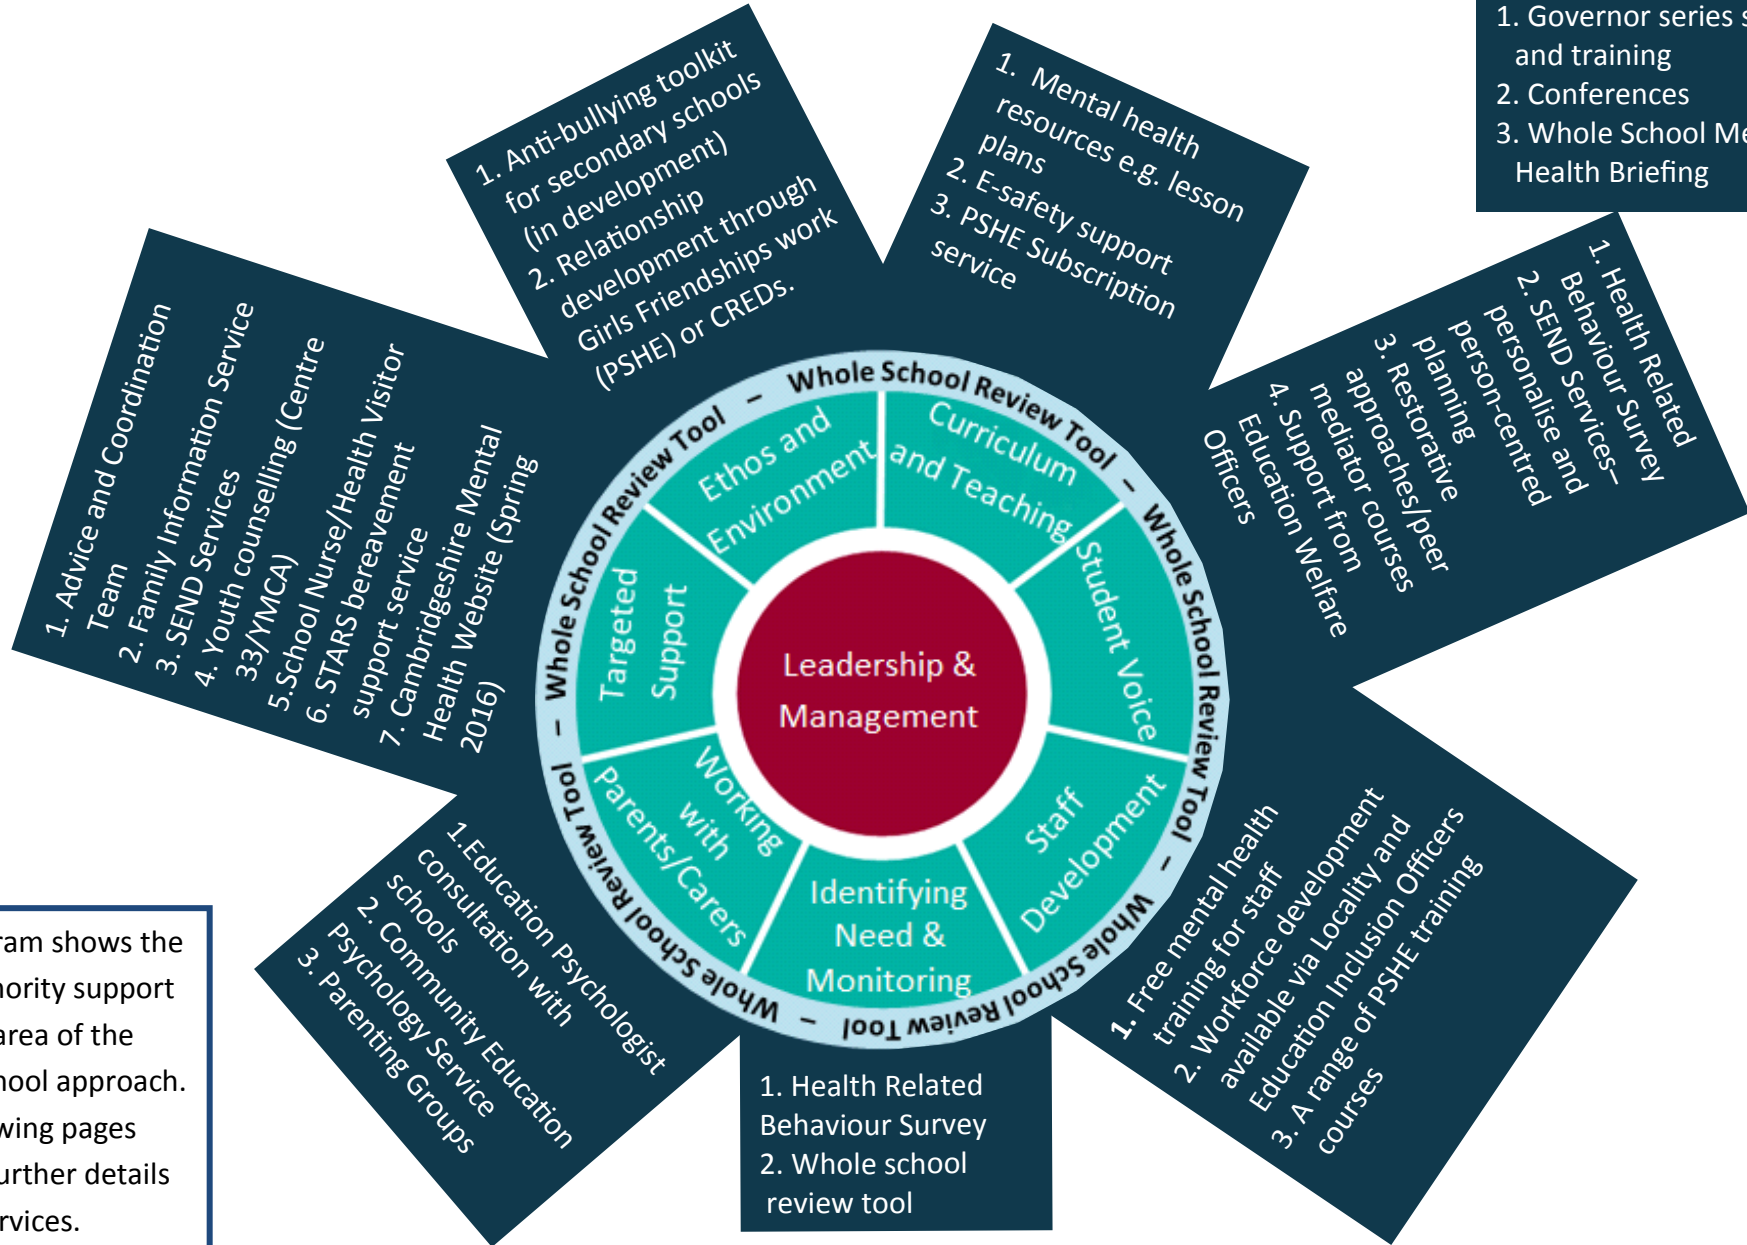 1. Governor series s
and training
2. Conferences
3. Whole School Me
Health Briefing
1. Anti-bullying toolkit
for secondary schools
(in development)
2. Relationship
development through
Girls Friendships work
(PSHE) or CREDs.
1. Mental health
resources e.g. lesson
plans
2. E-safety support
3. PSHE Subscription
service
1. Health Related
Behaviour Survey
2. SEND Services–
personalise and
person-centred
planning
3. Restorative
approaches/peer
mediator courses
4. Support from
Education Welfare
Officers
1. Advice and Coordination
Team
2. Family Information Service
3. SEND Services
4. Youth counselling (Centre
33/YMCA)
5.School Nurse/Health Visitor
6. STARS bereavement
support service
7. Cambridgeshire Mental
Health Website (Spring
2016)
Whole School Review Tool – Whole School Review Tool – Whole School Review Tool – Whole School Review Tool – Whole School Review Tool –
Ethos and
Environment
Curriculum
and Teaching
Student Voice
Staff
Development
Identifying
Need &
Monitoring
Working
with
Parents/Carers
Targeted
Support
Leadership &
Management
1. Free mental health
training for staff
2. Workforce development
available via Locality and
Education Inclusion Officers
3. A range of PSHE training
courses
1. Health Related
Behaviour Survey
2. Whole school
review tool
1.Education Psychologist
consultation with
schools
2. Community Education
Psychology Service
3. Parenting Groups
ram shows the
hority support
area of the
hool approach.
wing pages
urther details
rvices.